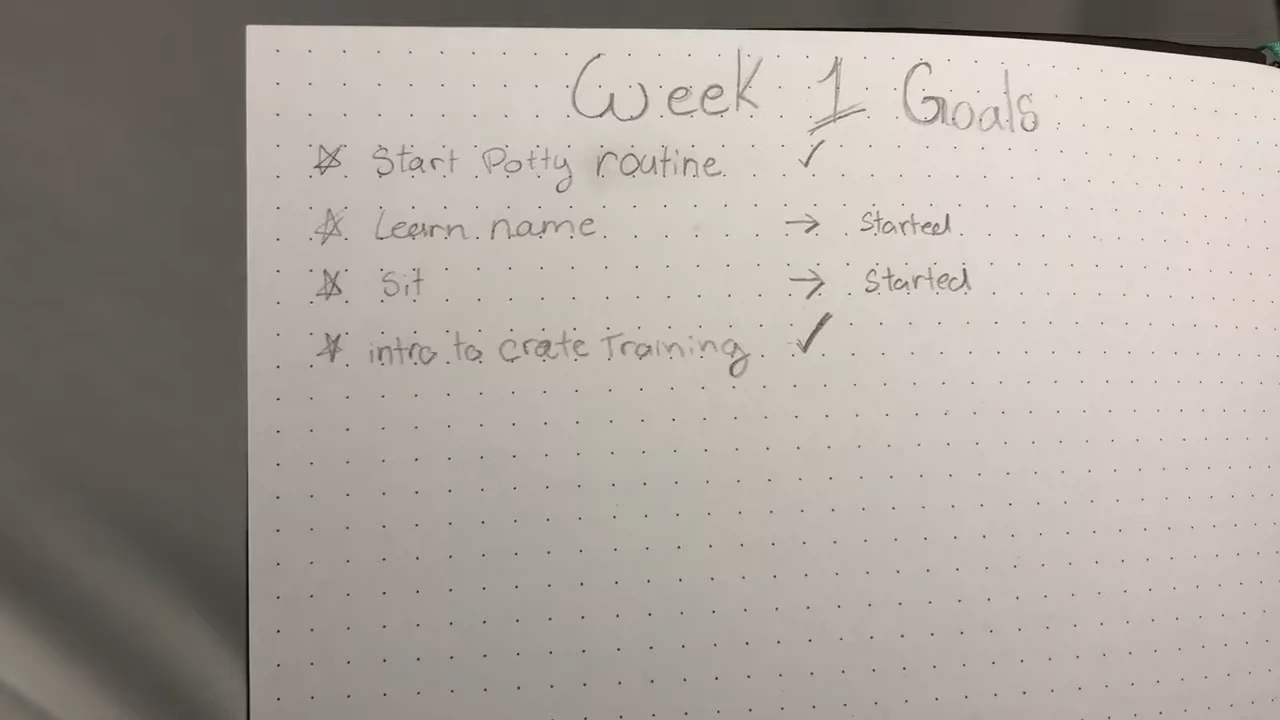 Week 1 Goals
☆ Start Potty routine ✓
☆ Learn name → Started
☆ Sit → Started
☆ intro to crate Training ✓